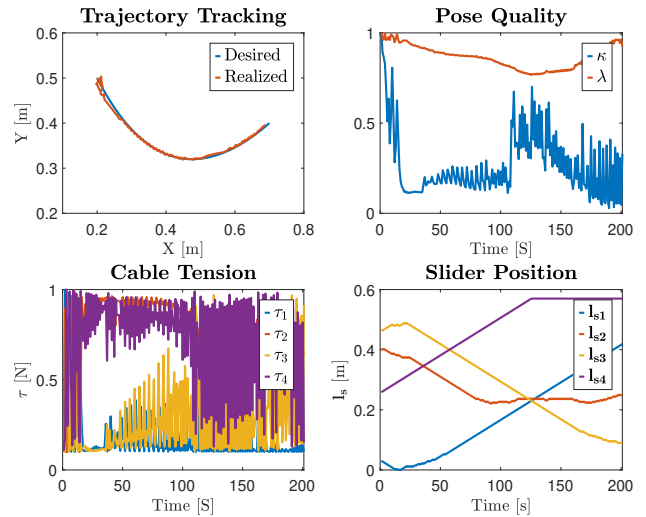 Trajectory Tracking
0.6
0.5
0.4
0.3
0.2
Y [m]
Desired
Realized
0.2 0.4 0.6 0.8
X [m]
Pose Quality
1
0.5
0
κ
λ
0 50 100 150 200
Time [S]
Cable Tension
1
0.5
0
τ [N]
τ1
τ2
τ3
τ4
0 50 100 150 200
Time [S]
Slider Position
0.6
0.4
0.2
0
ls [m]
ls1
ls2
ls3
ls4
0 50 100 150 200
Time [s]